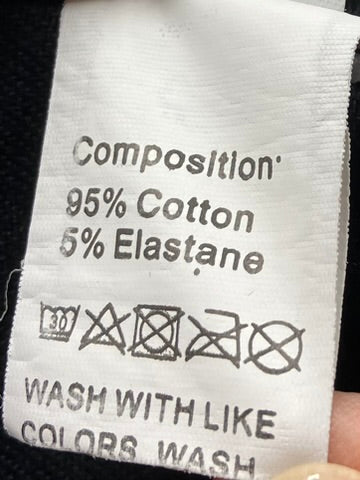 Composition
95% Cotton
5% Elastane
30
WASH WITH LIKE
COLORS WASH